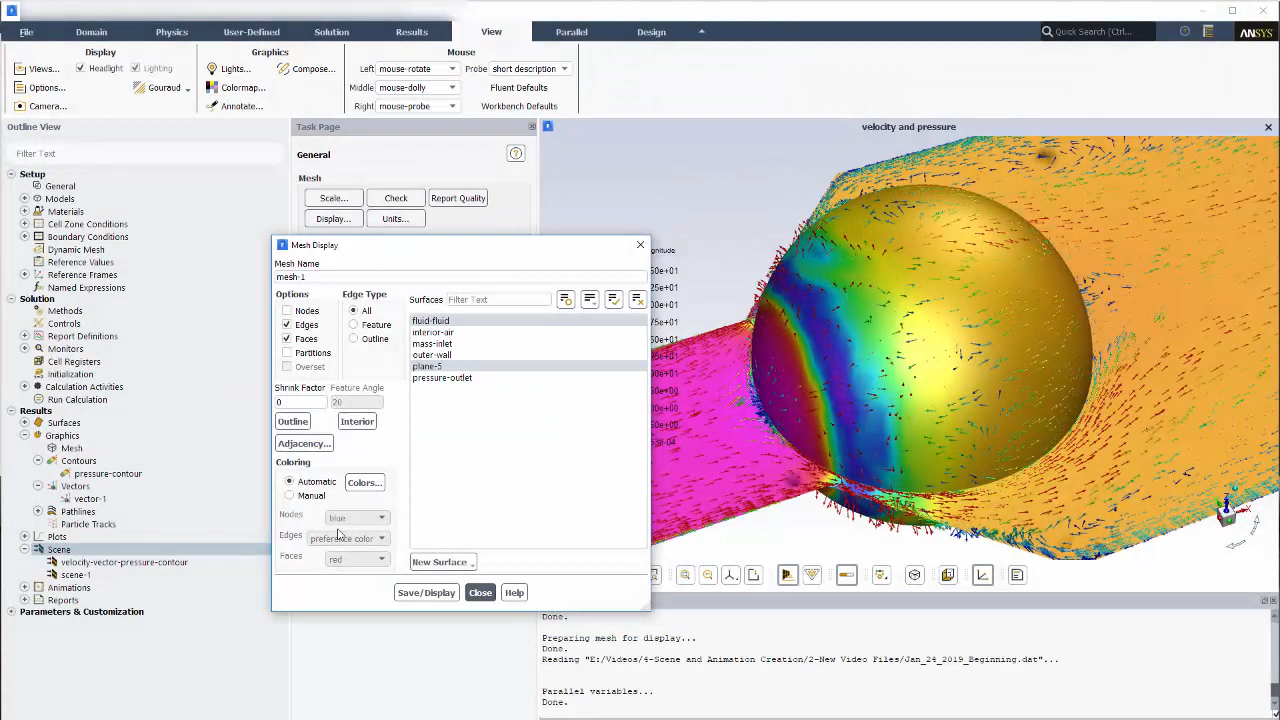 File Domain Physics User-Defined Solution Results View Parallel Design Quick Search (Ctrl... ANSYS
Display Graphics Mouse
Views... Headlight Lighting Lights... Compose... Left mouse-rotate Probe short description
Options... Gouraud Colormap... Middle mouse-dolly Fluent Defaults
Camera... Annotate... Right mouse-probe Workbench Defaults
Outline View
Filter Text
Setup
General
Models
Materials
Cell Zone Conditions
Boundary Conditions
Dynamic Mesh
Reference Values
Reference Frames
Named Expressions
Solution
Methods
Controls
Report Definitions
Monitors
Cell Registers
Initialization
Calculation Activities
Run Calculation
Results
Surfaces
Graphics
Mesh
Contours
pressure-contour
Vectors
vector-1
Pathlines
Particle Tracks
Plots
Scene
velocity-vector-pressure-contour
scene-1
Animations
Reports
Parameters & Customization
Task Page
General
Mesh
Scale... Check Report Quality
Display... Units...
Mesh Display
Mesh Name
mesh-1
Options
Nodes
Edges
Faces
Partitions
Overset
Edge Type
All
Feature
Outline
Shrink Factor Feature Angle
0 20
Outline Interior
Adjacency...
Coloring
Automatic Colors...
Manual
Nodes blue
Edges preference color
Faces red
Surfaces Filter Text
fluid-fluid
interior-air
mass-inlet
outer-wall
plane-5
pressure-outlet
New Surface
Save/Display Close Help
velocity and pressure
agnitude
50e+01
25e+01
00e+01
75e+01
Z
Done.
Preparing mesh for display...
Done.
Reading "E:/Videos/4-Scene and Animation Creation/2-New Video Files/Jan_24_2019_Beginning.dat"...
Parallel variables...
Done.